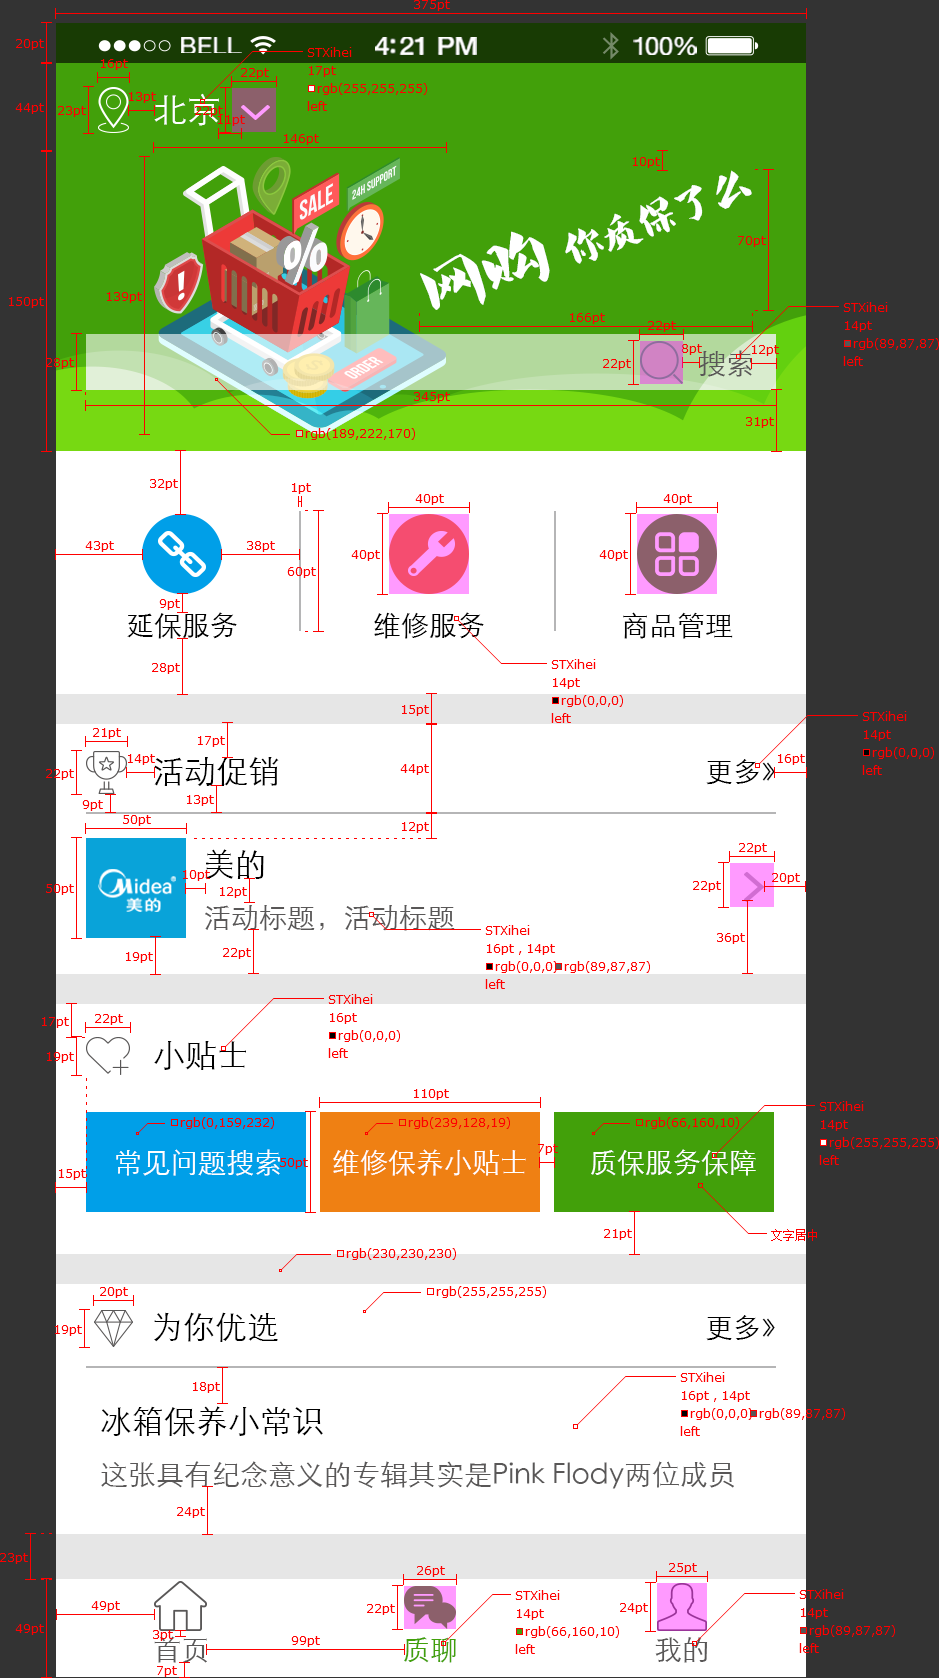 375pt
BELL 4:21 PM 100%
20pt
STXihei
17pt
rgb(255,255,255)
left
16pt
22pt
44pt
23pt
13pt
北京
22pt
11pt
146pt
10pt
24H SUPPORT
SALE
%
网购 你质保了么
70pt
139pt
150pt
166pt
22pt
STXihei
14pt
rgb(89,87,87)
left
28pt
22pt
8pt
搜索
12pt
ORDER
345pt
31pt
rgb(189,222,170)
32pt
1pt
40pt
40pt
43pt
38pt
60pt
40pt
40pt
9pt
延保服务
维修服务
商品管理
28pt
STXihei
14pt
rgb(0,0,0)
left
15pt
STXihei
14pt
rgb(0,0,0)
left
21pt
17pt
22pt
14pt
活动促销
44pt
更多》
16pt
9pt
13pt
50pt
12pt
50pt
Midea
美的
10pt
美的
12pt
活动标题，活动标题
22pt
22pt
20pt
36pt
19pt
22pt
STXihei
16pt , 14pt
rgb(0,0,0) rgb(89,87,87)
left
STXihei
16pt
rgb(0,0,0)
left
17pt
22pt
19pt
小贴士
110pt
rgb(0,159,232)
rgb(239,128,19)
rgb(66,160,10)
STXihei
14pt
rgb(255,255,255)
left
常见问题搜索
50pt
维修保养小贴士
7pt
质保服务保障
15pt
21pt
文字居中
rgb(230,230,230)
20pt
rgb(255,255,255)
19pt
为你优选
更多》
18pt
STXihei
16pt , 14pt
rgb(0,0,0) rgb(89,87,87)
left
冰箱保养小常识
这张具有纪念意义的专辑其实是Pink Flody两位成员
24pt
23pt
49pt
49pt
3pt
首页
7pt
99pt
26pt
22pt
质聊
STXihei
14pt
rgb(66,160,10)
left
25pt
24pt
我的
STXihei
14pt
rgb(89,87,87)
left